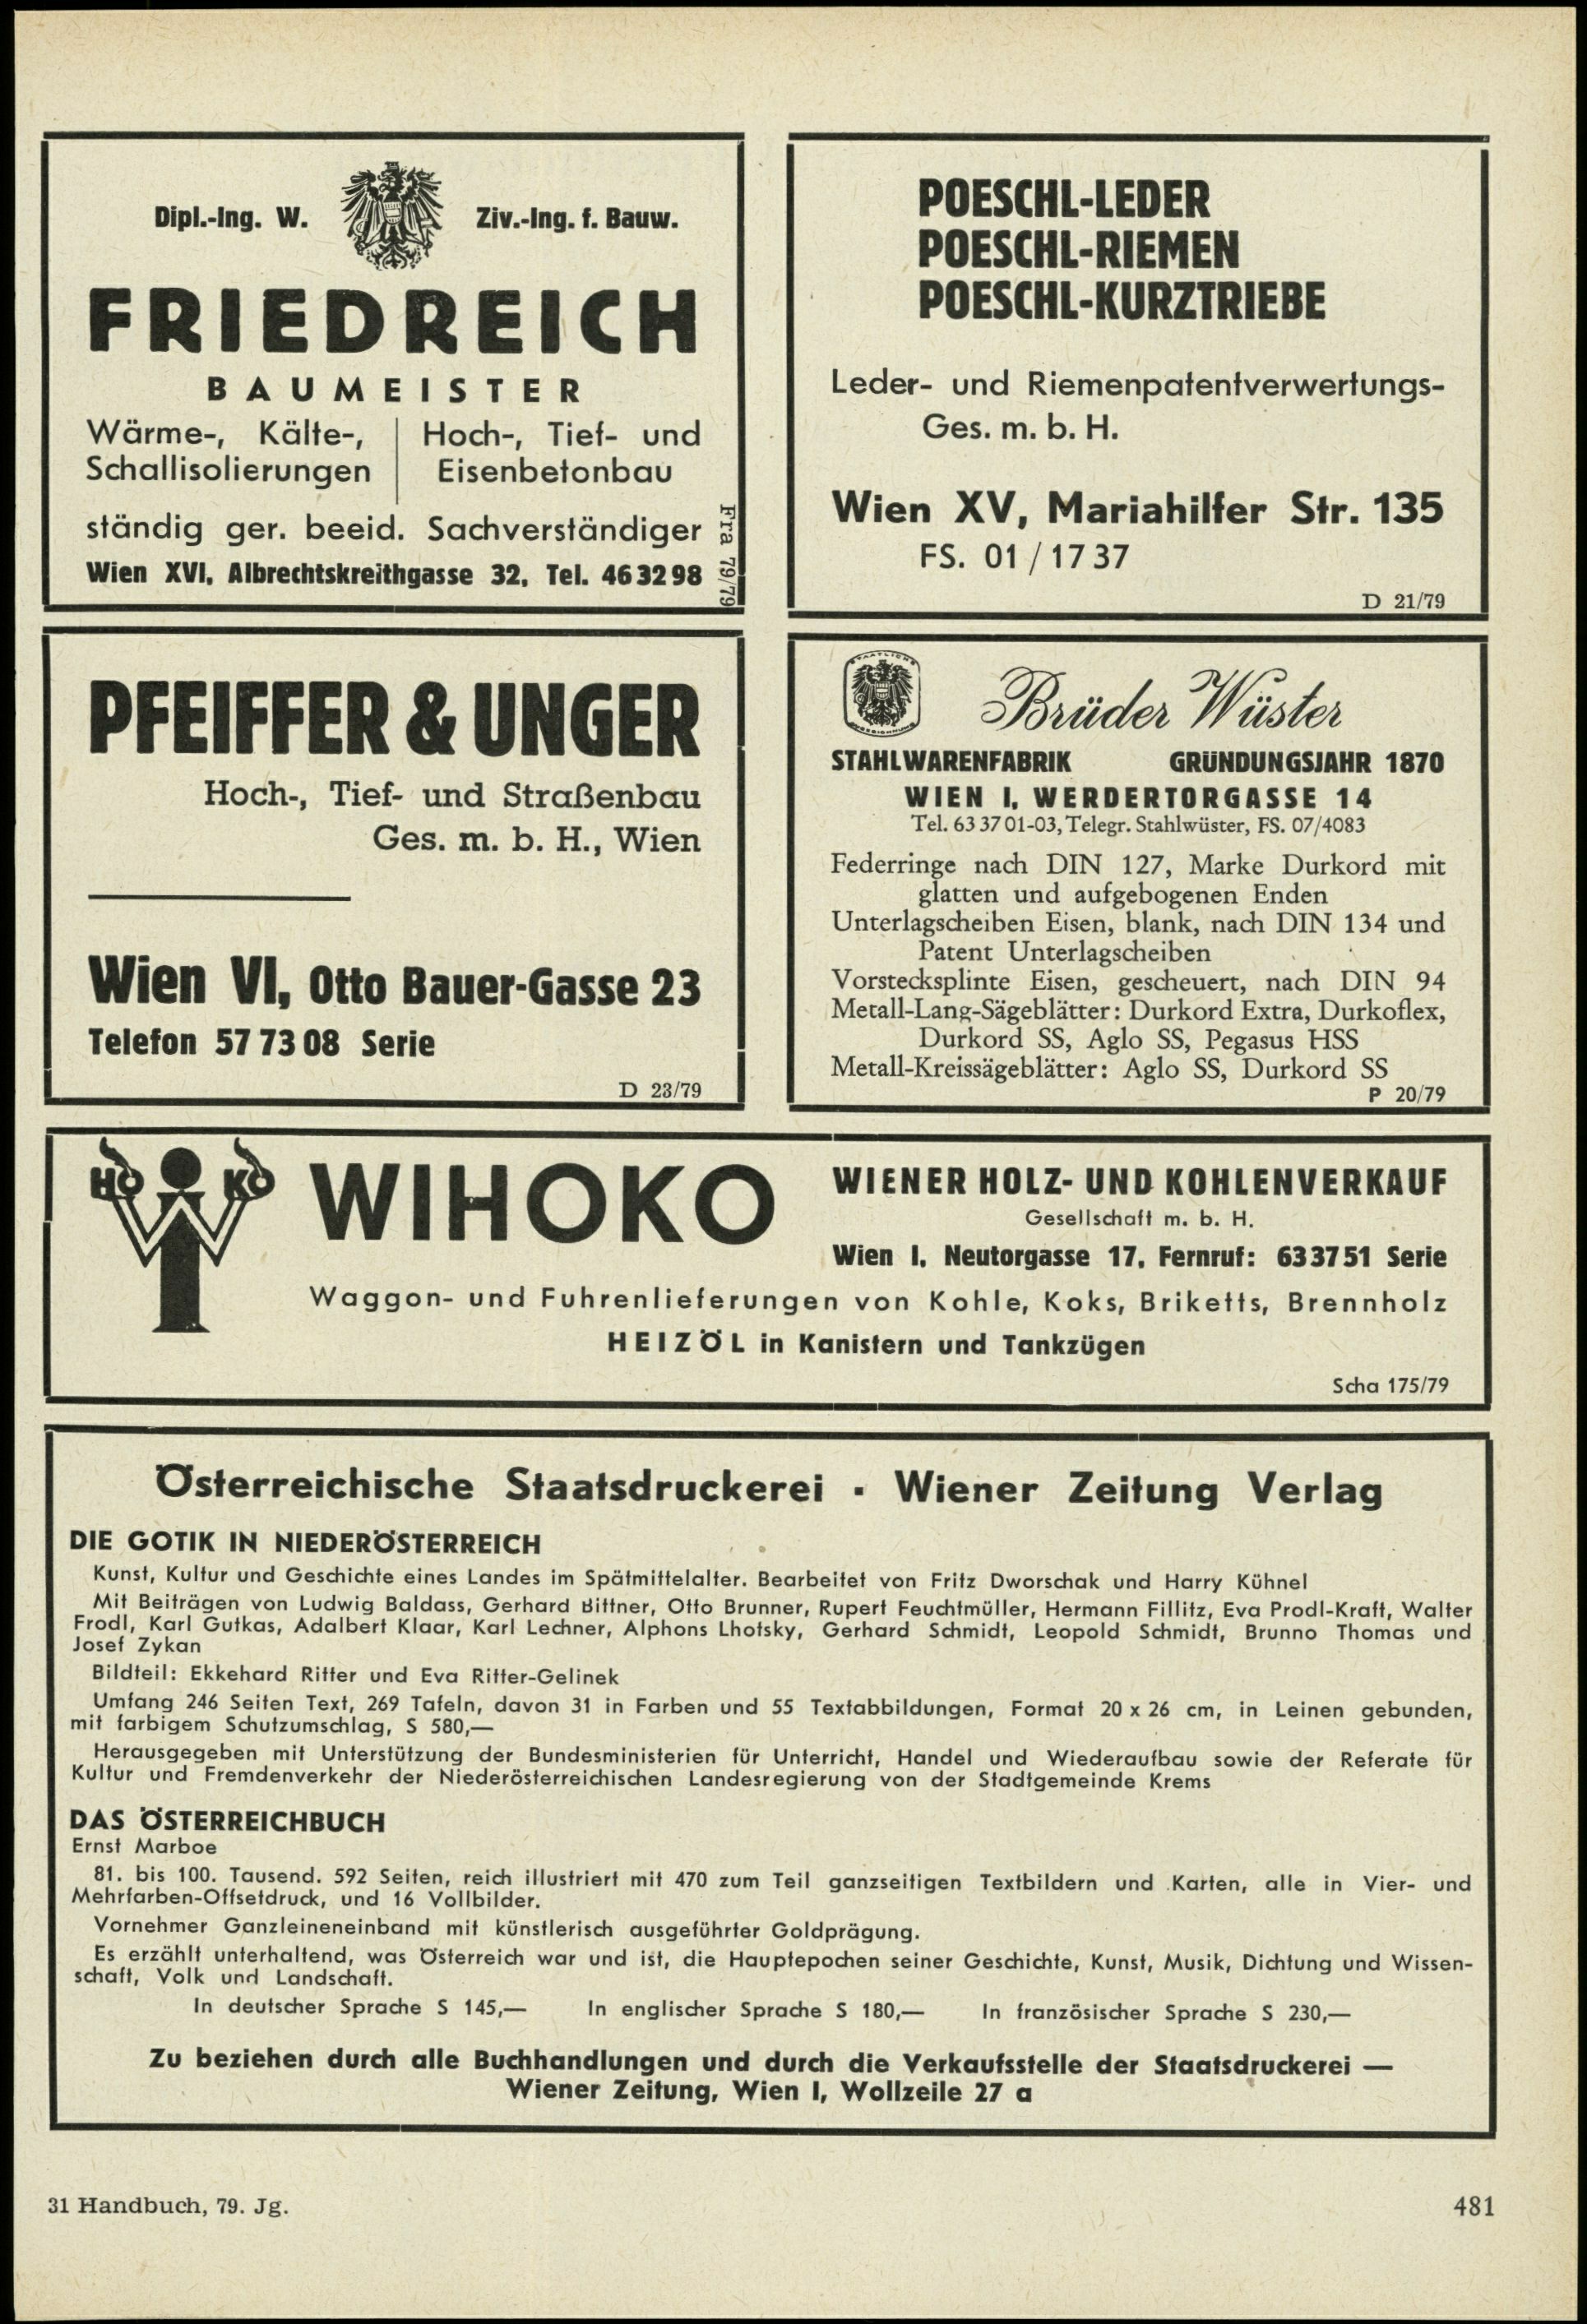 Dipl.-Ing. W. Ziv.-Ing. f. Bauw.
FRIEDREICH
BAUMEISTER
Wärme-, Kälte-,
Schallisolierungen
Hoch-, Tief- und
Eisenbetonbau
ständig ger. beeid. Sachverständiger
Wien XVI, Albrechtskreithgasse 32, Tel. 46 32 98
Fra 79/79
POESCHL-LEDER
POESCHL-RIEMEN
POESCHL-KURZTRIEBE
Leder- und Riemenpatentverwertungs-
Ges. m. b. H.
Wien XV, Mariahilfer Str. 135
FS. 01 / 17 37
D 21/79
PFEIFFER & UNGER
Hoch-, Tief- und Straßenbau
Ges. m. b. H., Wien
Wien VI, Otto Bauer-Gasse 23
Telefon 57 73 08 Serie
D 23/79
Brüder Wüster
STAHLWARENFABRIK GRÜNDUNGSJAHR 1870
WIEN I, WERDERTORGASSE 14
Tel. 63 37 01-03, Telegr. Stahlwüster, FS. 07/4083
Federringe nach DIN 127, Marke Durkord mit
glatten und aufgebogenen Enden
Unterlagscheiben Eisen, blank, nach DIN 134 und
Patent Unterlagscheiben
Vorstecksplinte Eisen, gescheuert, nach DIN 94
Metall-Lang-Sägeblätter: Durkord Extra, Durkoflex,
Durkord SS, Aglo SS, Pegasus HSS
Metall-Kreissägeblätter: Aglo SS, Durkord SS
P 20/79
HO KO
WIHOKO
WIENER HOLZ- UND KOHLENVERKAUF
Gesellschaft m. b. H.
Wien I, Neutorgasse 17, Fernruf: 63 37 51 Serie
Waggon- und Fuhrenlieferungen von Kohle, Koks, Briketts, Brennholz
HEIZÖL in Kanistern und Tankzügen
Scha 175/79
Österreichische Staatsdruckerei · Wiener Zeitung Verlag
DIE GOTIK IN NIEDERÖSTERREICH
Kunst, Kultur und Geschichte eines Landes im Spätmittelalter. Bearbeitet von Fritz Dworschak und Harry Kühnel
Mit Beiträgen von Ludwig Baldass, Gerhard Bittner, Otto Brunner, Rupert Feuchtmüller, Hermann Fillitz, Eva Prodl-Kraft, Walter
Frodl, Karl Gutkas, Adalbert Klaar, Karl Lechner, Alphons Lhotsky, Gerhard Schmidt, Leopold Schmidt, Brunno Thomas und
Josef Zykan
Bildteil: Ekkehard Ritter und Eva Ritter-Gelinek
Umfang 246 Seiten Text, 269 Tafeln, davon 31 in Farben und 55 Textabbildungen, Format 20 x 26 cm, in Leinen gebunden,
mit farbigem Schutzumschlag, S 580,—
Herausgegeben mit Unterstützung der Bundesministerien für Unterricht, Handel und Wiederaufbau sowie der Referate für
Kultur und Fremdenverkehr der Niederösterreichischen Landesregierung von der Stadtgemeinde Krems
DAS ÖSTERREICHBUCH
Ernst Marboe
81. bis 100. Tausend. 592 Seiten, reich illustriert mit 470 zum Teil ganzseitigen Textbildern und Karten, alle in Vier- und
Mehrfarben-Offsetdruck, und 16 Vollbilder.
Vornehmer Ganzleineneinband mit künstlerisch ausgeführter Goldprägung.
Es erzählt unterhaltend, was Österreich war und ist, die Hauptepochen seiner Geschichte, Kunst, Musik, Dichtung und Wissen-
schaft, Volk und Landschaft.
In deutscher Sprache S 145,— In englischer Sprache S 180,— In französischer Sprache S 230,—
Zu beziehen durch alle Buchhandlungen und durch die Verkaufsstelle der Staatsdruckerei —
Wiener Zeitung, Wien I, Wollzeile 27 a
31 Handbuch, 79. Jg.
481